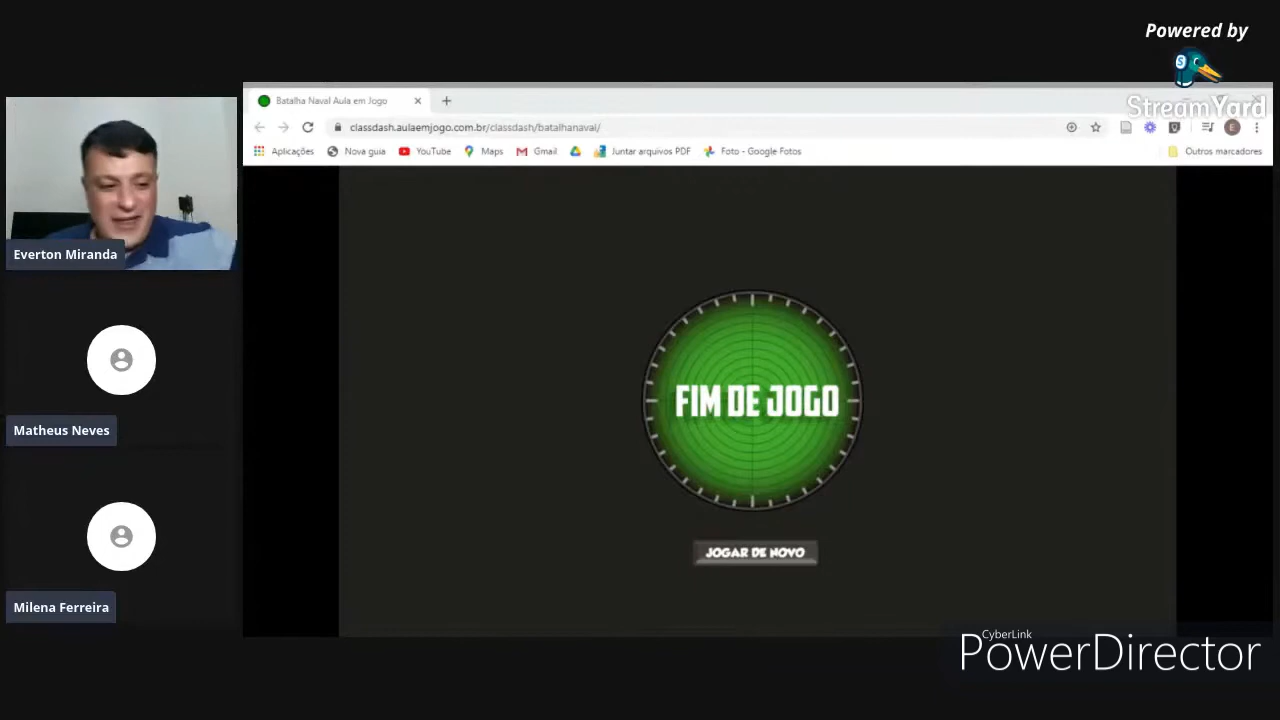 Powered by
StreamYard
Batalha Naval Aula em Jogo
classdash.aulaemjogo.com.br/classdash/batalhanaval/
E
Aplicações
Nova guia
YouTube
Maps
Gmail
Juntar arquivos PDF
Foto - Google Fotos
Outros marcadores
Everton Miranda
Matheus Neves
Milena Ferreira
FIM DE JOGO
JOGAR DE NOVO
CyberLink
PowerDirector